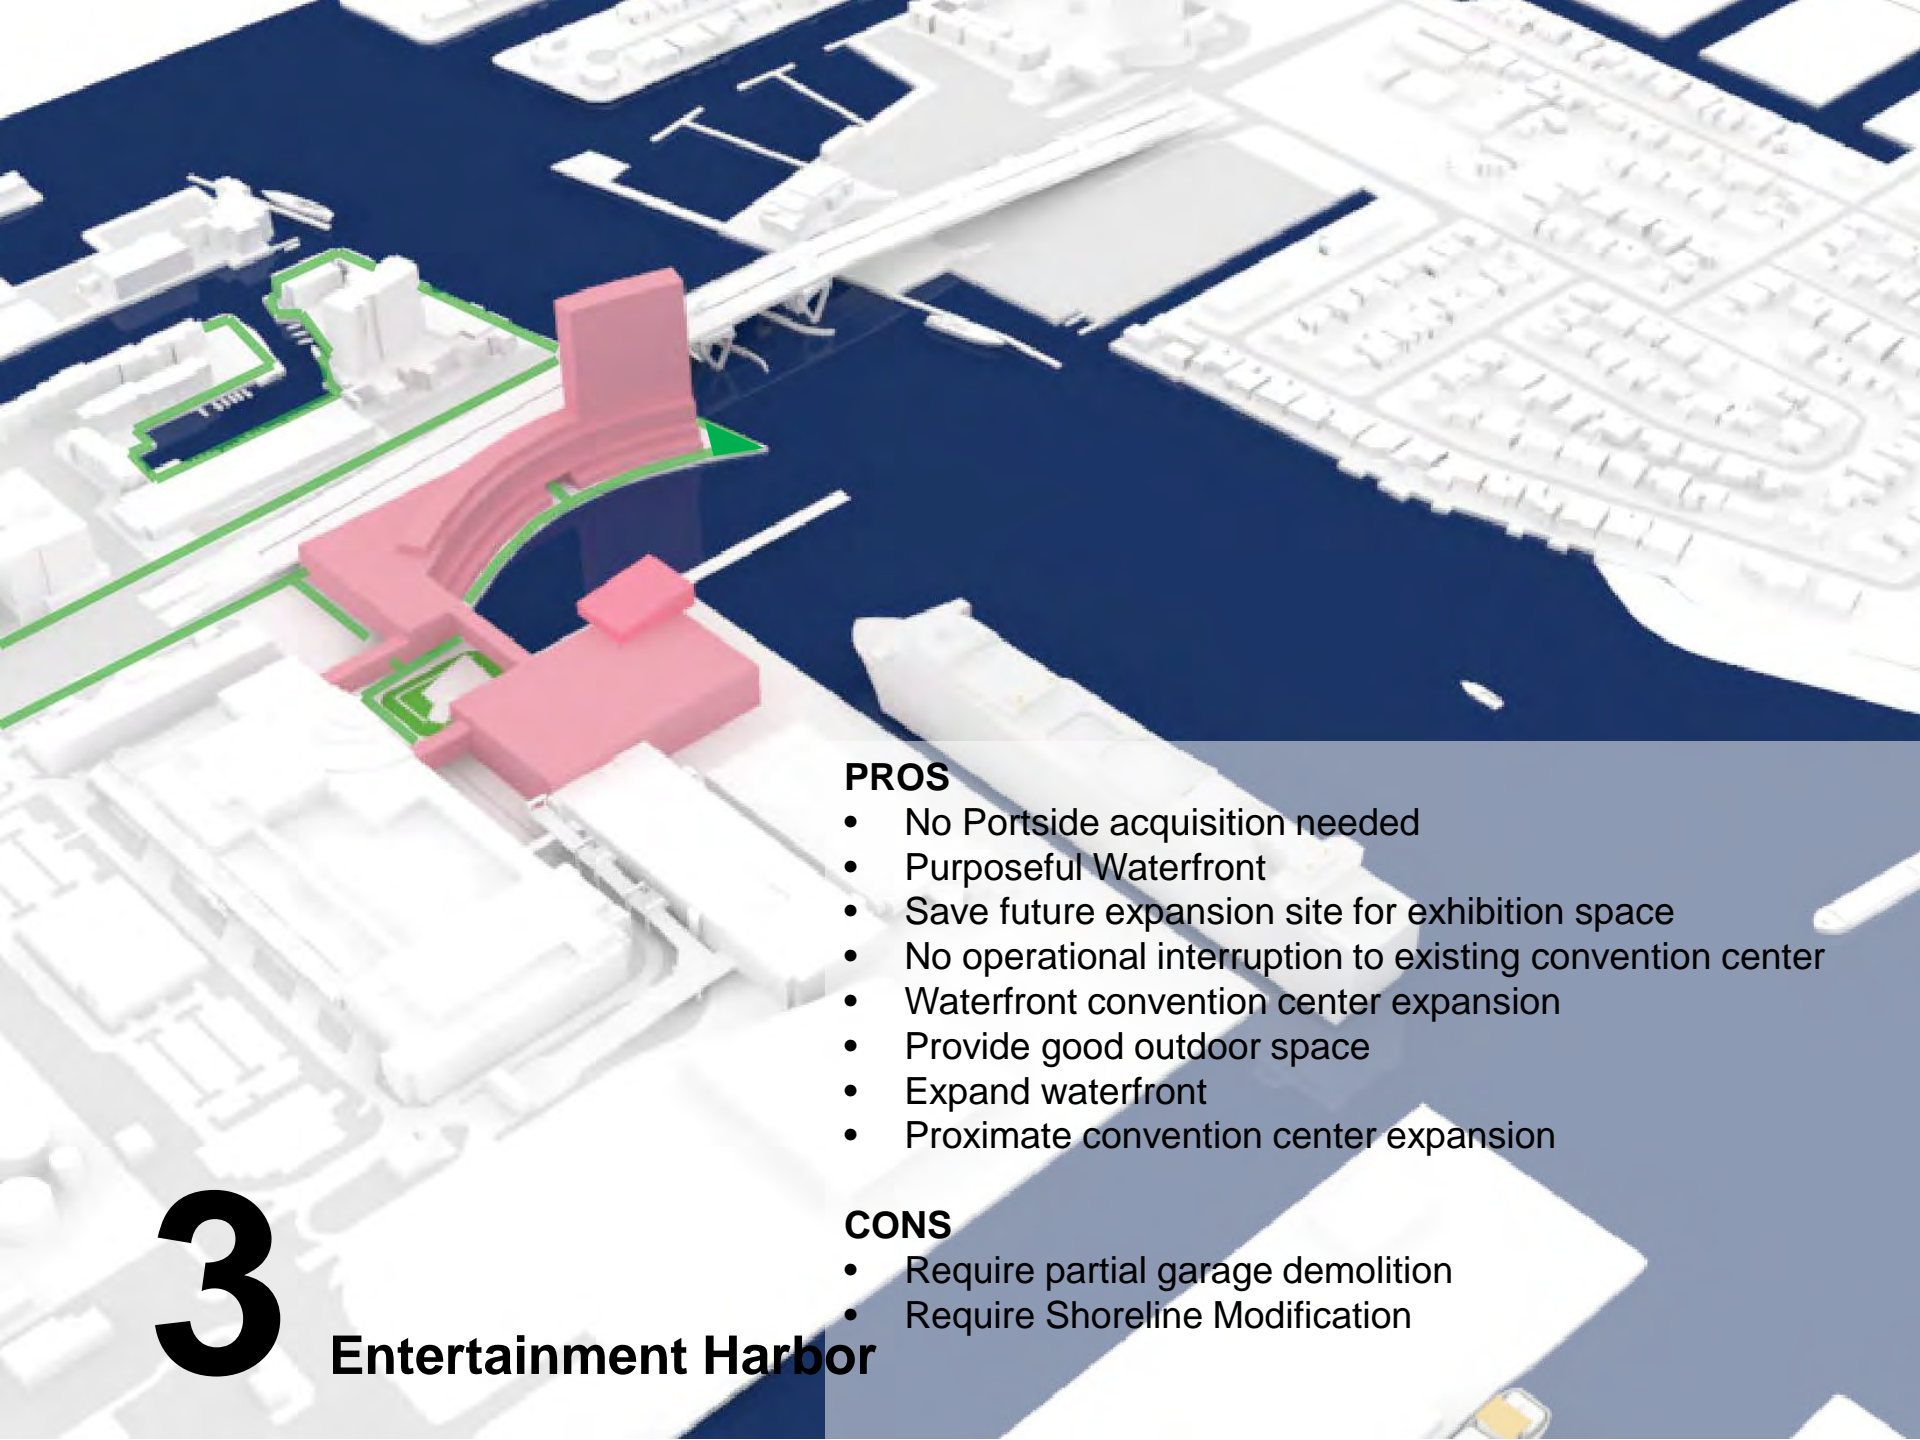 PROS
• No Portside acquisition needed
• Purposeful Waterfront
• Save future expansion site for exhibition space
• No operational interruption to existing convention center
• Waterfront convention center expansion
• Provide good outdoor space
• Expand waterfront
• Proximate convention center expansion
CONS
• Require partial garage demolition
• Require Shoreline Modification
3
Entertainment Harbor